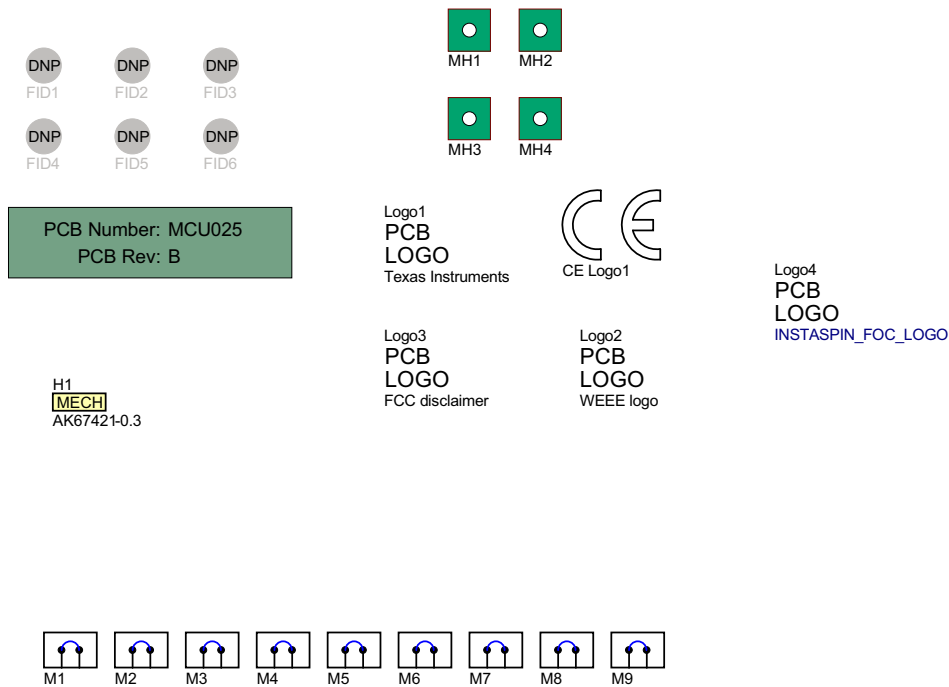 MH1 MH2
DNP DNP DNP
FID1 FID2 FID3
MH3 MH4
DNP DNP DNP
FID4 FID5 FID6
PCB Number: MCU025
PCB Rev: B
Logo1
PCB
LOGO
Texas Instruments
CE
CE Logo1
Logo4
PCB
LOGO
INSTASPIN_FOC_LOGO
Logo3
PCB
LOGO
FCC disclaimer
Logo2
PCB
LOGO
WEEE logo
H1
MECH
AK67421-0.3
M1 M2 M3 M4 M5 M6 M7 M8 M9